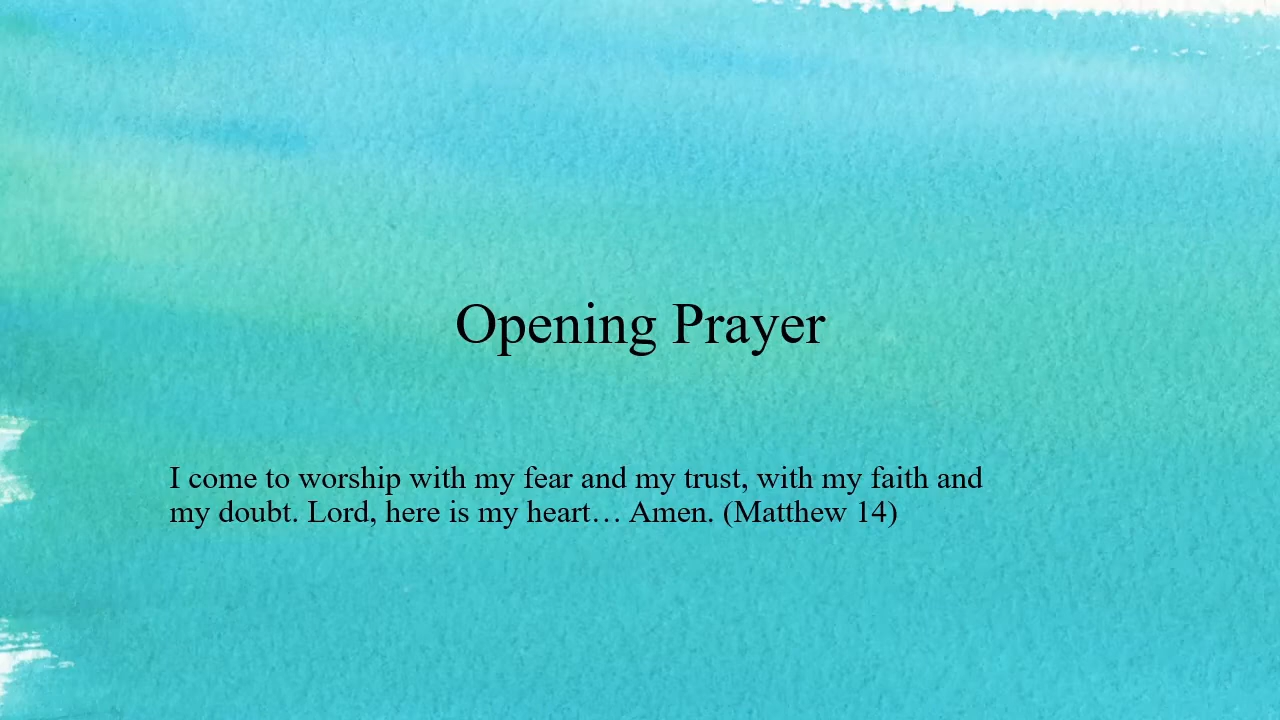 Opening Prayer
I come to worship with my fear and my trust, with my faith and
my doubt. Lord, here is my heart… Amen. (Matthew 14)